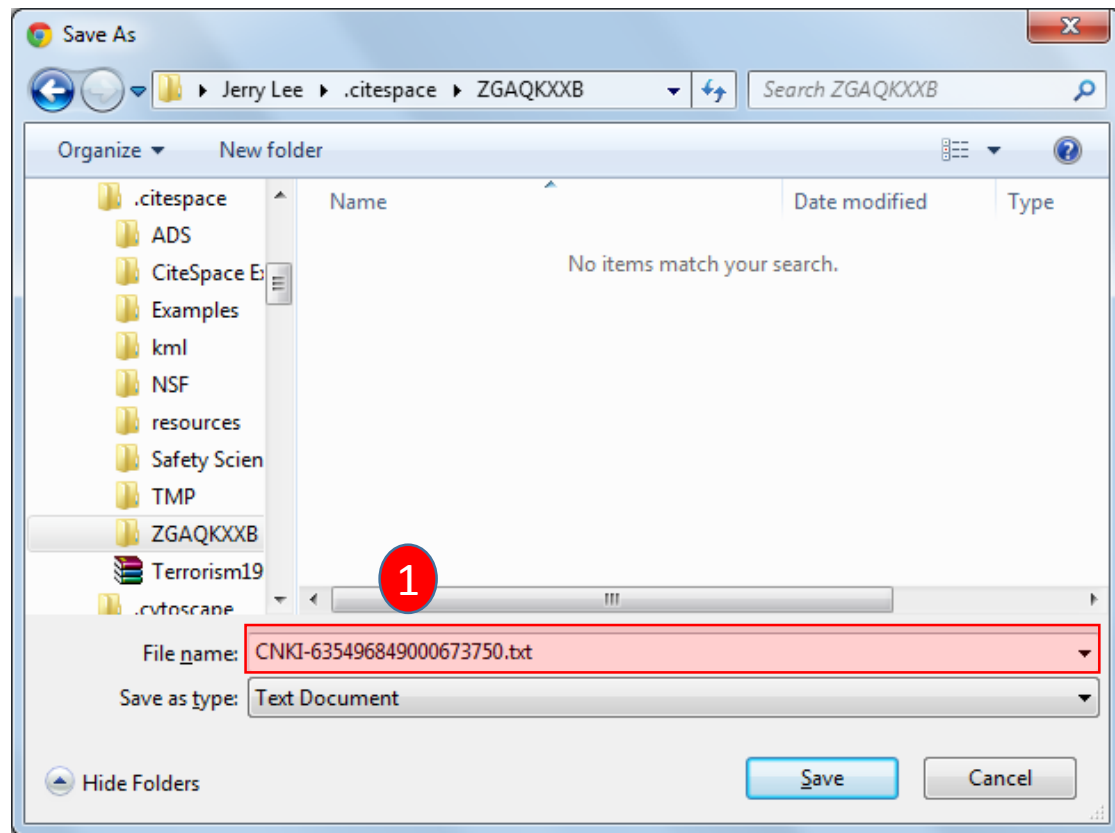 Save As
Jerry Lee ▸ .citespace ▸ ZGAQKXXB
Search ZGAQKXXB
Organize
New folder
Name
Date modified
Type
No items match your search.
.citespace
ADS
CiteSpace Ex
Examples
kml
NSF
resources
Safety Scien
TMP
ZGAQKXXB
Terrorism19
.cytoscape
1
File name: CNKI-635496849000673750.txt
Save as type: Text Document
Hide Folders
Save
Cancel